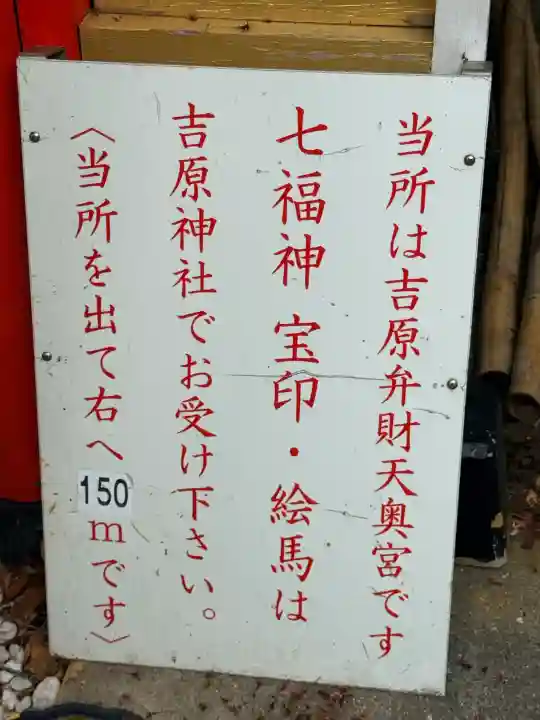 当所は吉原弁財天奥宮です
七福神 宝印・絵馬は
吉原神社でお受け下さい。
〈当所を出て右へ150mです〉